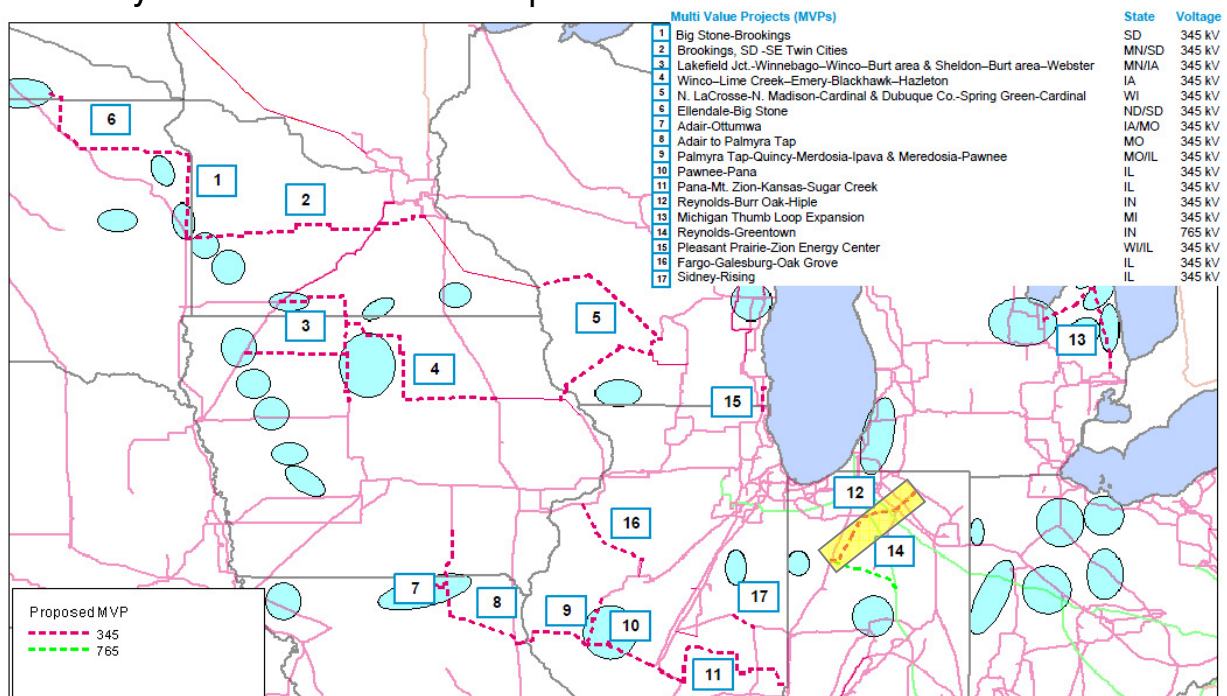 Multi Value Projects (MVPs) State Voltage
1 Big Stone-Brookings SD 345 kV
2 Brookings, SD -SE Twin Cities MN/SD 345 kV
3 Lakefield Jct.-Winnebago–Winco–Burt area & Sheldon–Burt area–Webster MN/IA 345 kV
4 Winco–Lime Creek–Emery-Blackhawk–Hazleton IA 345 kV
5 N. LaCrosse-N. Madison-Cardinal & Dubuque Co.-Spring Green-Cardinal WI 345 kV
6 Ellendale-Big Stone ND/SD 345 kV
7 Adair-Ottumwa IA/MO 345 kV
8 Adair to Palmyra Tap MO 345 kV
9 Palmyra Tap-Quincy-Merdosia-Ipava & Meredosia-Pawnee MO/IL 345 kV
10 Pawnee-Pana IL 345 kV
11 Pana-Mt. Zion-Kansas-Sugar Creek IL 345 kV
12 Reynolds-Burr Oak-Hiple IN 345 kV
13 Michigan Thumb Loop Expansion MI 345 kV
14 Reynolds-Greentown IN 765 kV
15 Pleasant Prairie-Zion Energy Center WI/IL 345 kV
16 Fargo-Galesburg-Oak Grove IL 345 kV
17 Sidney-Rising IL 345 kV
6
1
2
3
5
13
4
15
12
16
14
7
8
9
10
17
11
Proposed MVP
345
765